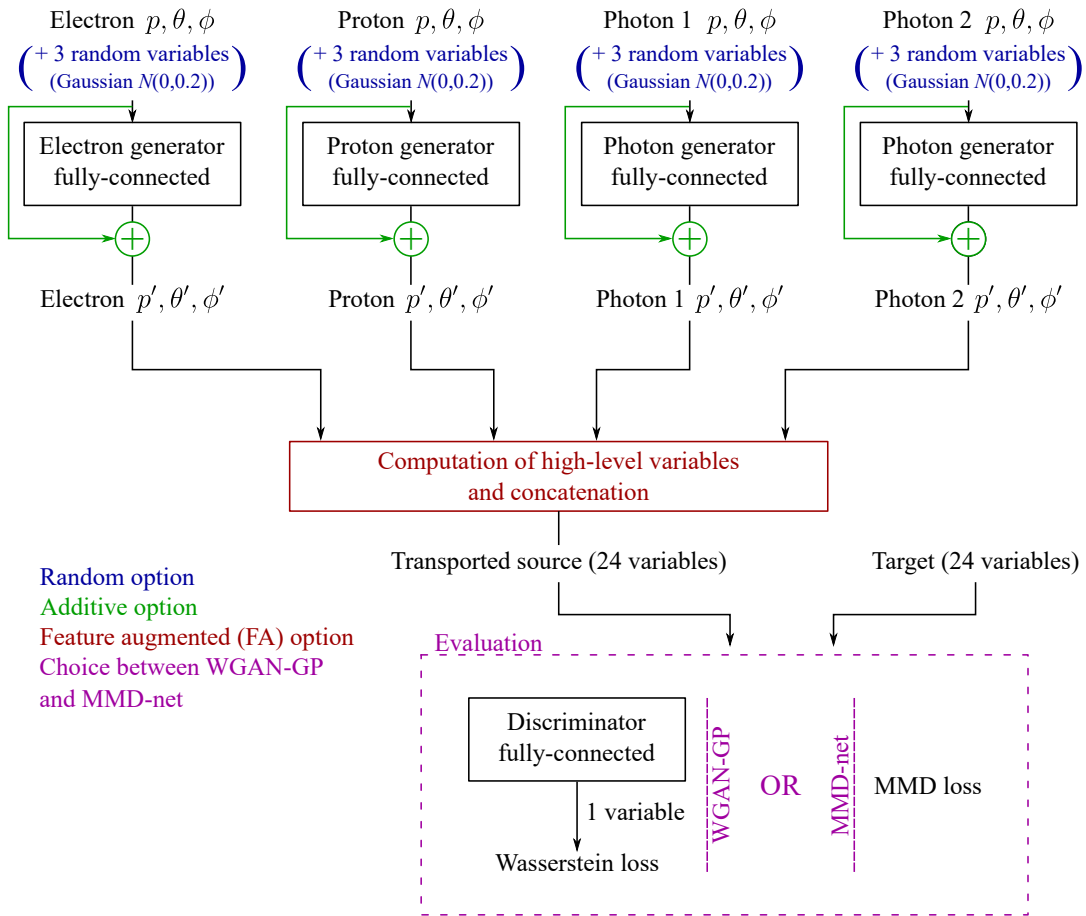 Electron p, θ, ϕ
(+ 3 random variables
(Gaussian N(0,0.2)))
Proton p, θ, ϕ
(+ 3 random variables
(Gaussian N(0,0.2)))
Photon 1 p, θ, ϕ
(+ 3 random variables
(Gaussian N(0,0.2)))
Photon 2 p, θ, ϕ
(+ 3 random variables
(Gaussian N(0,0.2)))
Electron generator
fully-connected
Proton generator
fully-connected
Photon generator
fully-connected
Photon generator
fully-connected
+
+
+
+
Electron p′, θ′, ϕ′
Proton p′, θ′, ϕ′
Photon 1 p′, θ′, ϕ′
Photon 2 p′, θ′, ϕ′
Computation of high-level variables
and concatenation
Transported source (24 variables)
Target (24 variables)
Random option
Additive option
Feature augmented (FA) option
Choice between WGAN-GP
and MMD-net
Evaluation
Discriminator
fully-connected
1 variable
Wasserstein loss
WGAN-GP
OR
MMD-net
MMD loss